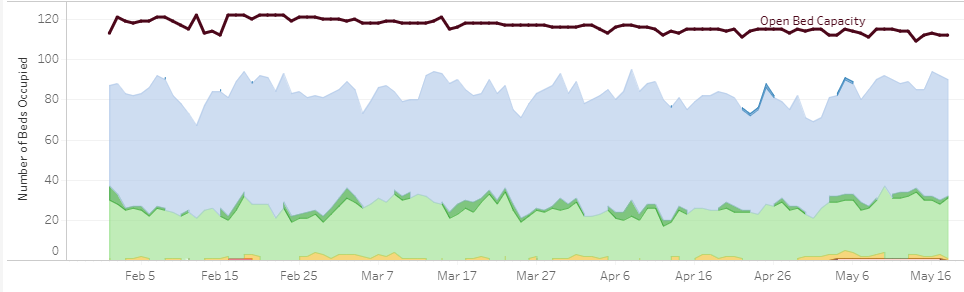 120
Open Bed Capacity
100
80
60
40
20
0
Number of Beds Occupied
Feb 5 Feb 15 Feb 25 Mar 7 Mar 17 Mar 27 Apr 6 Apr 16 Apr 26 May 6 May 16